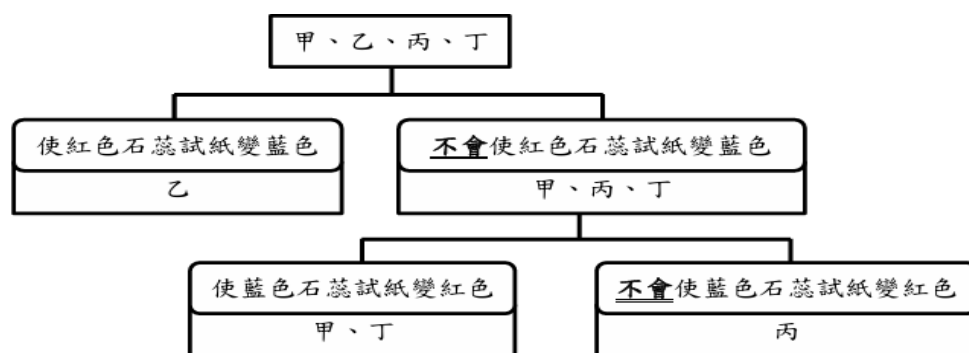 甲、乙、丙、丁
使紅色石蕊試紙變藍色
乙
不會使紅色石蕊試紙變藍色
甲、丙、丁
使藍色石蕊試紙變紅色
甲、丁
不會使藍色石蕊試紙變紅色
丙